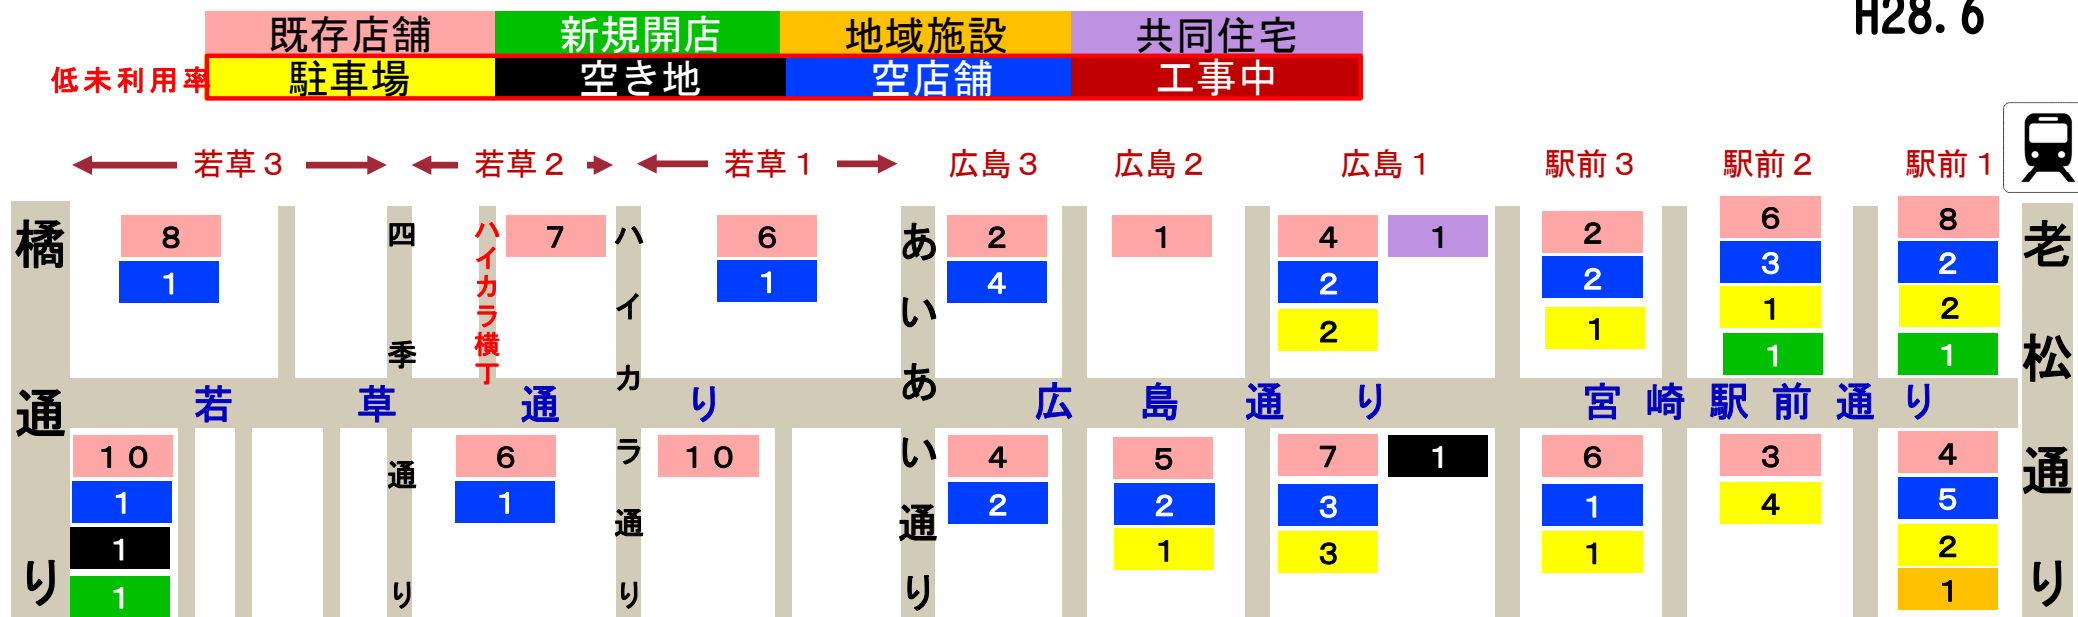 H28.6
既存店舗 新規開店 地域施設 共同住宅
低未利用率 駐車場 空き地 空店舗 工事中
若草3 若草2 若草1 広島3 広島2 広島1 駅前3 駅前2 駅前1
橘通り
四季通り
ハイカラ横丁
ハイカラ通り
あいあい通り
老松通り
8 7 6 2 1 4 1 2 6 8
1 1 4 2 2 3 2
2 1 1 2
1 1
若草通り 広島通り 宮崎駅前通り
10 6 10 4 5 7 1 6 3 4
1 1 2 2 3 1 4 5
1 1 3 1 2
1 1